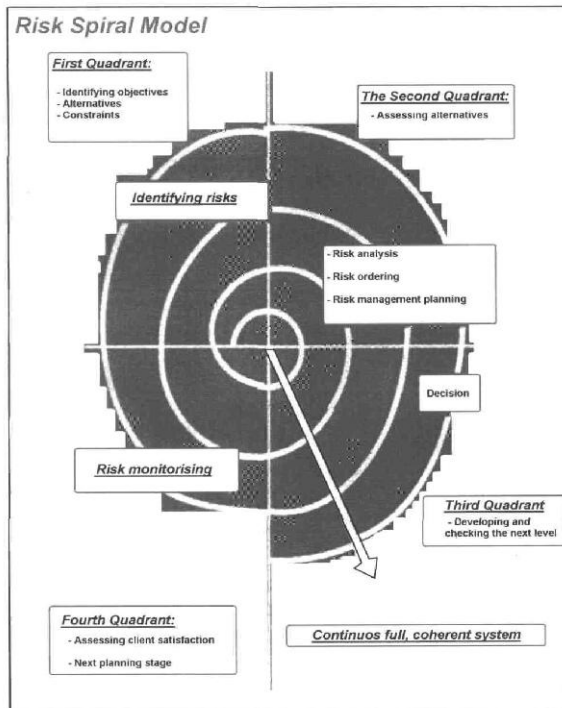 Risk Spiral Model
First Quadrant:
- Identifying objectives
- Alternatives
- Constraints
The Second Quadrant:
- Assessing alternatives
Identifying risks
- Risk analysis
- Risk ordering
- Risk management planning
Decision
Risk monitorising
Third Quadrant
- Developing and
checking the next level
Fourth Quadrant:
- Assessing client satisfaction
- Next planning stage
Continuos full, coherent system